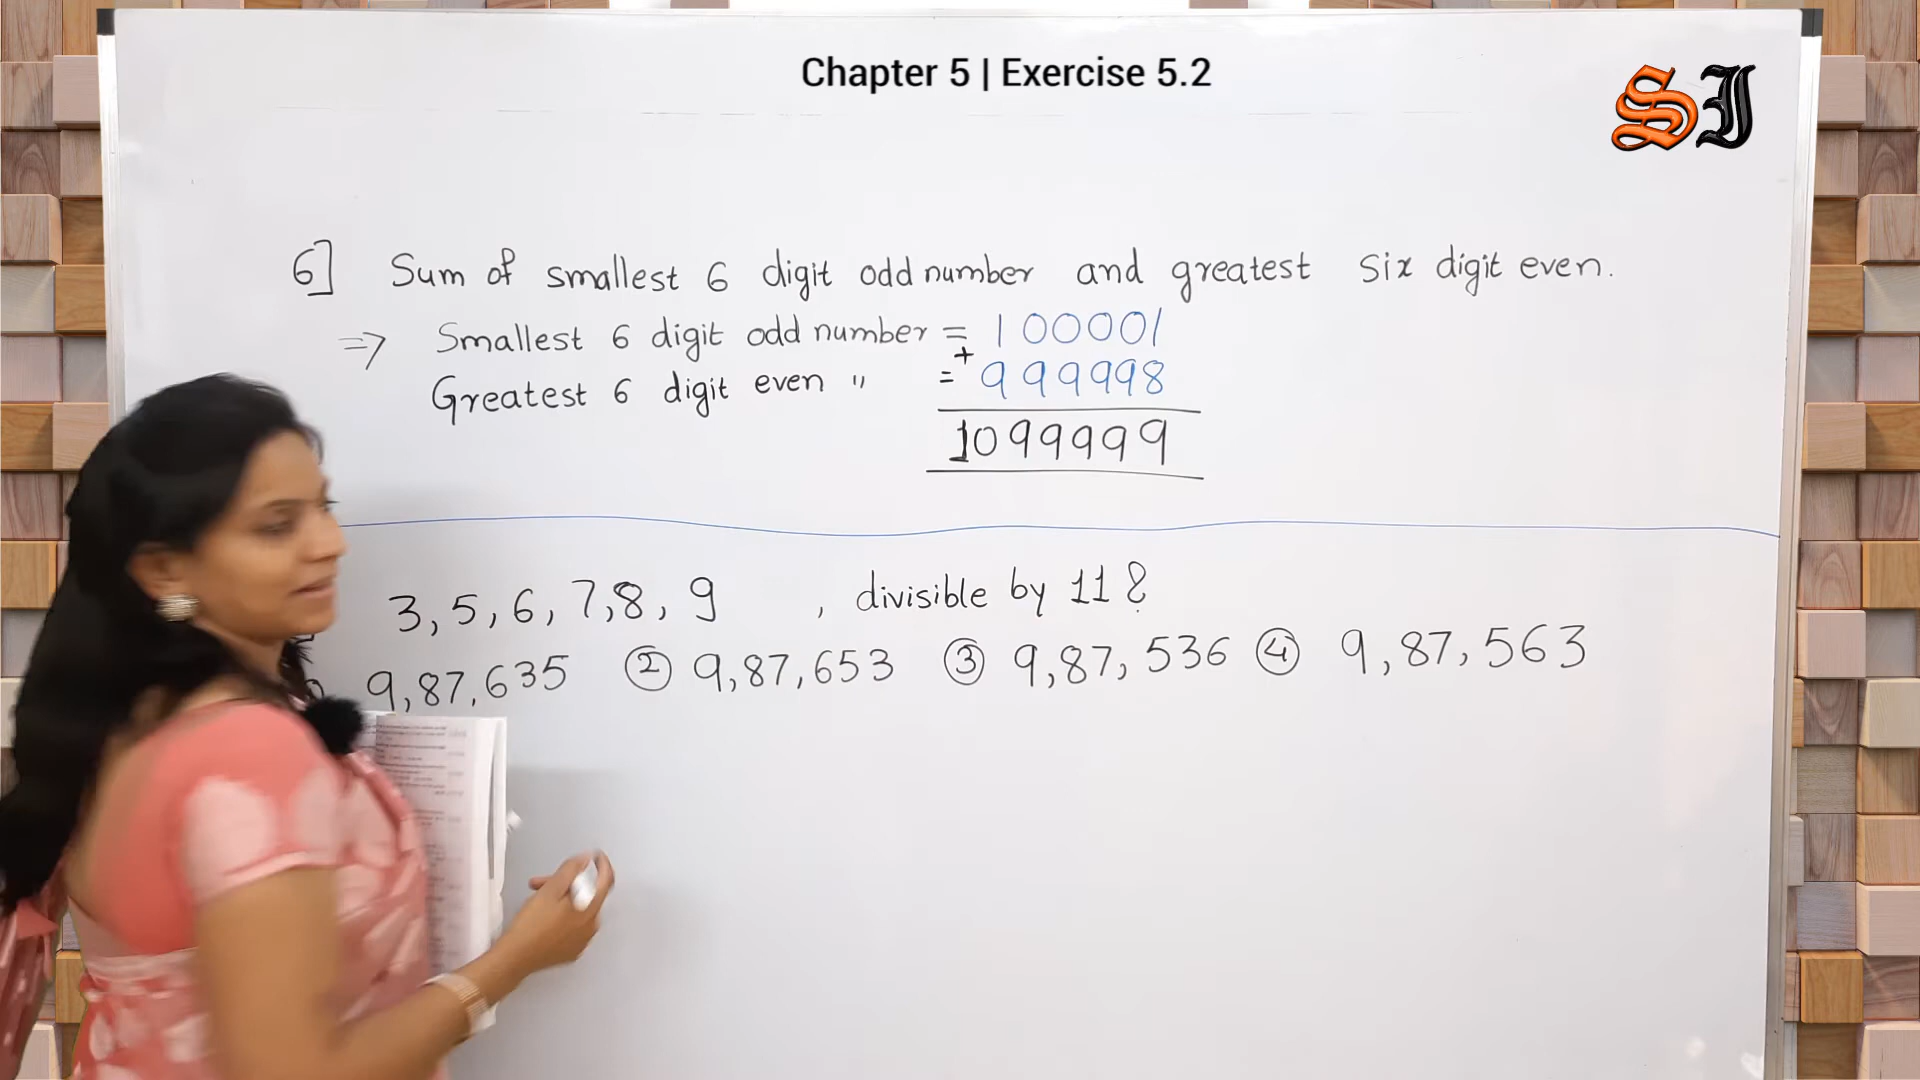 Chapter 5 | Exercise 5.2
SJ
6] Sum of smallest 6 digit odd number and greatest six digit even.
=> Smallest 6 digit odd number = 100001
Greatest 6 digit even " = + 999998
1099999
3, 5, 6, 7, 8, 9 , divisible by 11 ?
9,87,635 ② 9,87,653 ③ 9,87,536 ④ 9,87,563